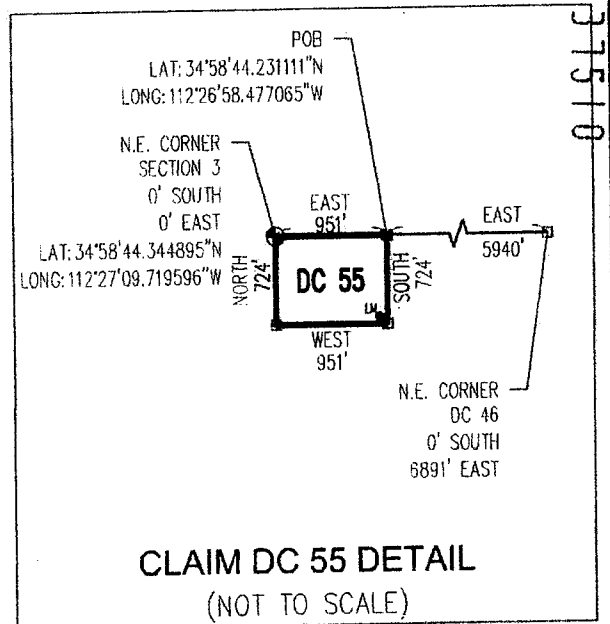 37510
POB
LAT: 34°58'44.231111"N
LONG: 112°26'58.477065"W
N.E. CORNER
SECTION 3
0' SOUTH
0' EAST
LAT: 34°58'44.344895"N
LONG: 112°27'09.719596"W
EAST
951'
EAST
5940'
NORTH
724'
DC 55
SOUTH
724'
LM
WEST
951'
N.E. CORNER
DC 46
0' SOUTH
6891' EAST
CLAIM DC 55 DETAIL
(NOT TO SCALE)